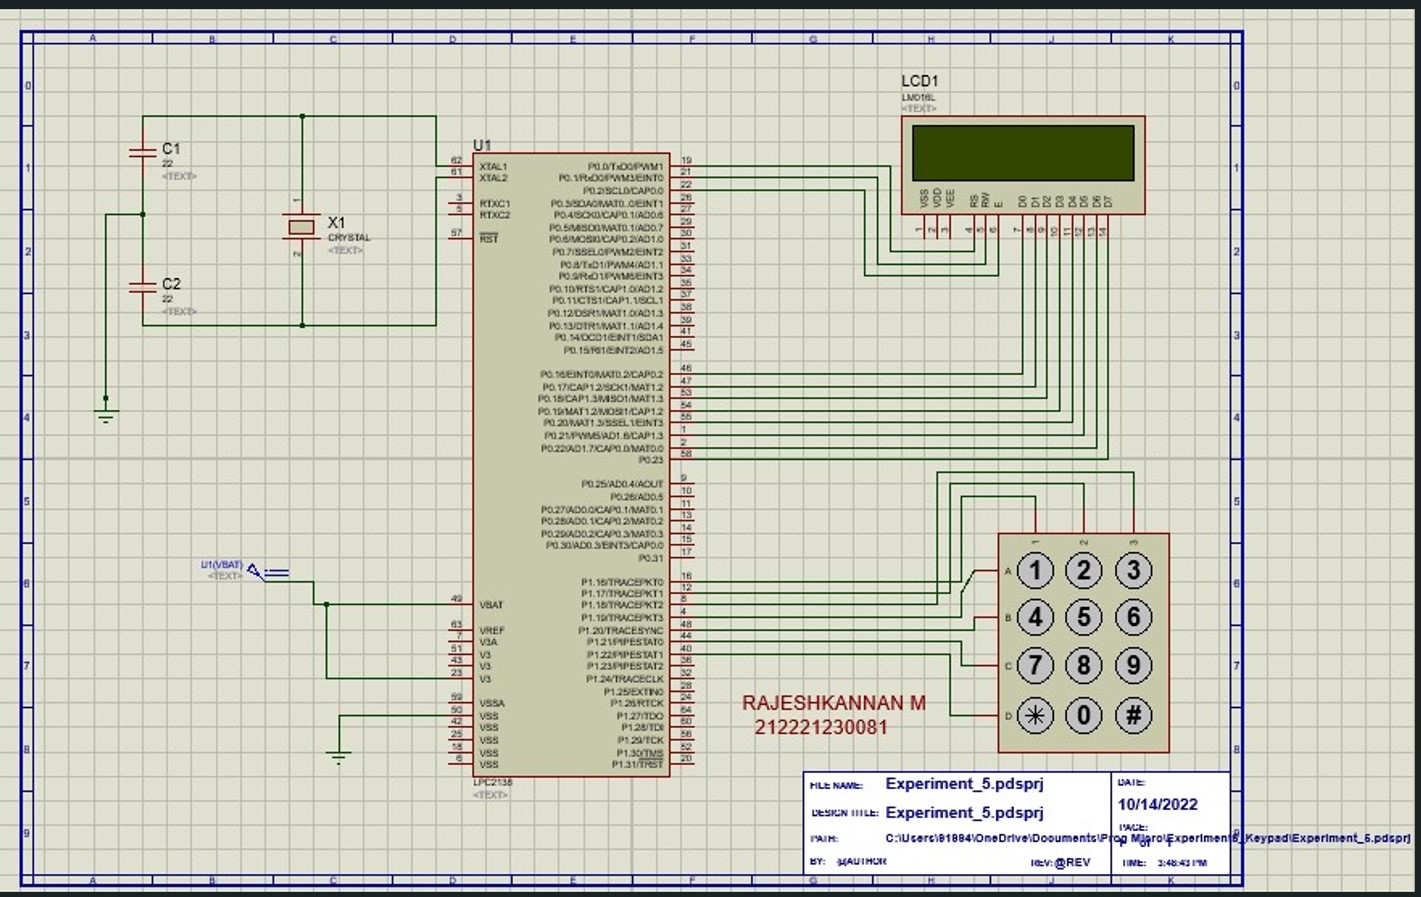 A B C D E F G H J K
0 0
1 1
2 2
3 3
4 4
5 5
6 6
7 7
8 8
9 9
C1
22
<TEXT>
C2
22
<TEXT>
1
X1
CRYSTAL
<TEXT>
2
U1(VBAT)
<TEXT>
U1
62 XTAL1
61 XTAL2
3 RTXC1
5 RTXC2
57 RST
49 VBAT
63 VREF
7 V3A
51 V3
43 V3
23 V3
59 VSSA
50 VSS
42 VSS
25 VSS
18 VSS
6 VSS
P0.0/TxD0/PWM1 19
P0.1/RxD0/PWM3/EINT0 21
P0.2/SCL0/CAP0.0 22
P0.3/SDA0/MAT0.0/EINT1 26
P0.4/SCK0/CAP0.1/AD0.6 27
P0.5/MISO0/MAT0.1/AD0.7 29
P0.6/MOSI0/CAP0.2/AD1.0 30
P0.7/SSEL0/PWM2/EINT2 31
P0.8/TxD1/PWM4/AD1.1 33
P0.9/RxD1/PWM6/EINT3 34
P0.10/RTS1/CAP1.0/AD1.2 35
P0.11/CTS1/CAP1.1/SCL1 37
P0.12/DSR1/MAT1.0/AD1.3 38
P0.13/DTR1/MAT1.1/AD1.4 39
P0.14/DCD1/EINT1/SDA1 41
P0.15/RI1/EINT2/AD1.5 45
P0.16/EINT0/MAT0.2/CAP0.2 46
P0.17/CAP1.2/SCK1/MAT1.2 47
P0.18/CAP1.3/MISO1/MAT1.3 53
P0.19/MAT1.2/MOSI1/CAP1.2 54
P0.20/MAT1.3/SSEL1/EINT3 55
P0.21/PWM5/AD1.6/CAP1.3 1
P0.22/AD1.7/CAP0.0/MAT0.0 2
P0.23 58
P0.25/AD0.4/AOUT 9
P0.26/AD0.5 10
P0.27/AD0.0/CAP0.1/MAT0.1 11
P0.28/AD0.1/CAP0.2/MAT0.2 13
P0.29/AD0.2/CAP0.3/MAT0.3 14
P0.30/AD0.3/EINT3/CAP0.0 15
P0.31 17
P1.16/TRACEPKT0 16
P1.17/TRACEPKT1 12
P1.18/TRACEPKT2 8
P1.19/TRACEPKT3 4
P1.20/TRACESYNC 48
P1.21/PIPESTAT0 44
P1.22/PIPESTAT1 40
P1.23/PIPESTAT2 36
P1.24/TRACECLK 32
P1.25/EXTIN0 28
P1.26/RTCK 24
P1.27/TDO 64
P1.28/TDI 60
P1.29/TCK 56
P1.30/TMS 52
P1.31/TRST 20
LPC2138
<TEXT>
LCD1
LM016L
<TEXT>
VSS VDD VEE RS RW E D0 D1 D2 D3 D4 D5 D6 D7
1 2 3 4 5 6 7 8 9 10 11 12 13 14
1 2 3
A 1 2 3
B 4 5 6
C 7 8 9
D * 0 #
RAJESHKANNAN M
212221230081
FILE NAME: Experiment_5.pdsprj
DESIGN TITLE: Experiment_5.pdsprj
PATH: C:\Users\91994\OneDrive\Documents\Prog Micro\Experiment5_Keypad\Experiment_5.pdsprj
BY: @AUTHOR REV: @REV
DATE:
10/14/2022
PAGE:
TIME: 3:46:43 PM
A B C D E F G H J K